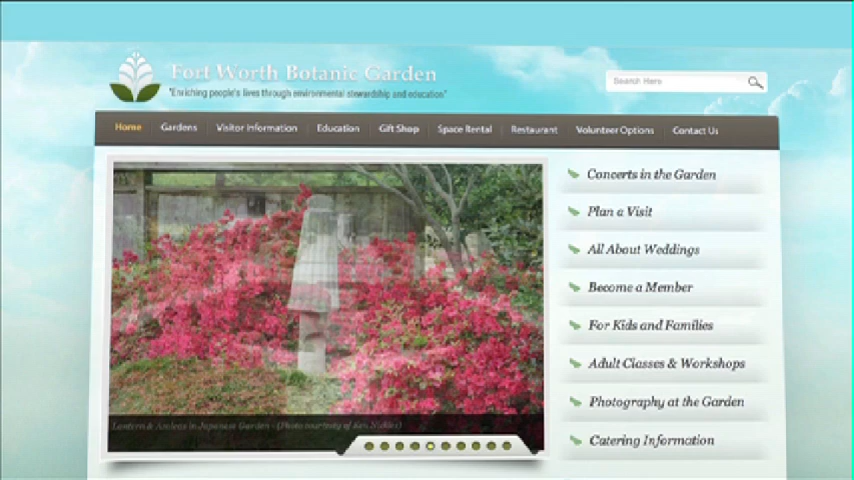 Fort Worth Botanic Garden
"Enriching people's lives through environmental stewardship and education"
Search Here
Home Gardens Visitor Information Education Gift Shop Space Rental Restaurant Volunteer Options Contact Us
Concerts in the Garden
Plan a Visit
All About Weddings
Become a Member
For Kids and Families
Adult Classes & Workshops
Photography at the Garden
Catering Information
Lantern & Azaleas in Japanese Garden - (Photo courtesty of Ken